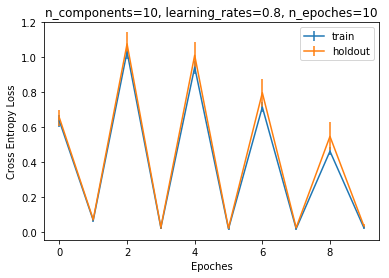 n_components=10, learning_rates=0.8, n_epoches=10
1.2
1.0
0.8
0.6
0.4
0.2
0.0
Cross Entropy Loss
train
holdout
0 2 4 6 8
Epoches